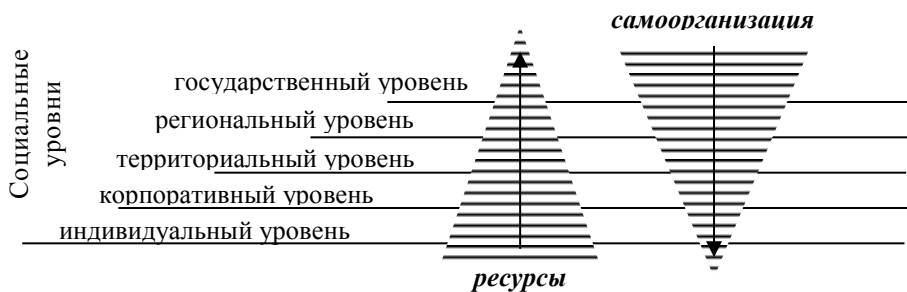 самоорганизация
Социальные
уровни
государственный уровень
региональный уровень
территориальный уровень
корпоративный уровень
индивидуальный уровень
ресурсы